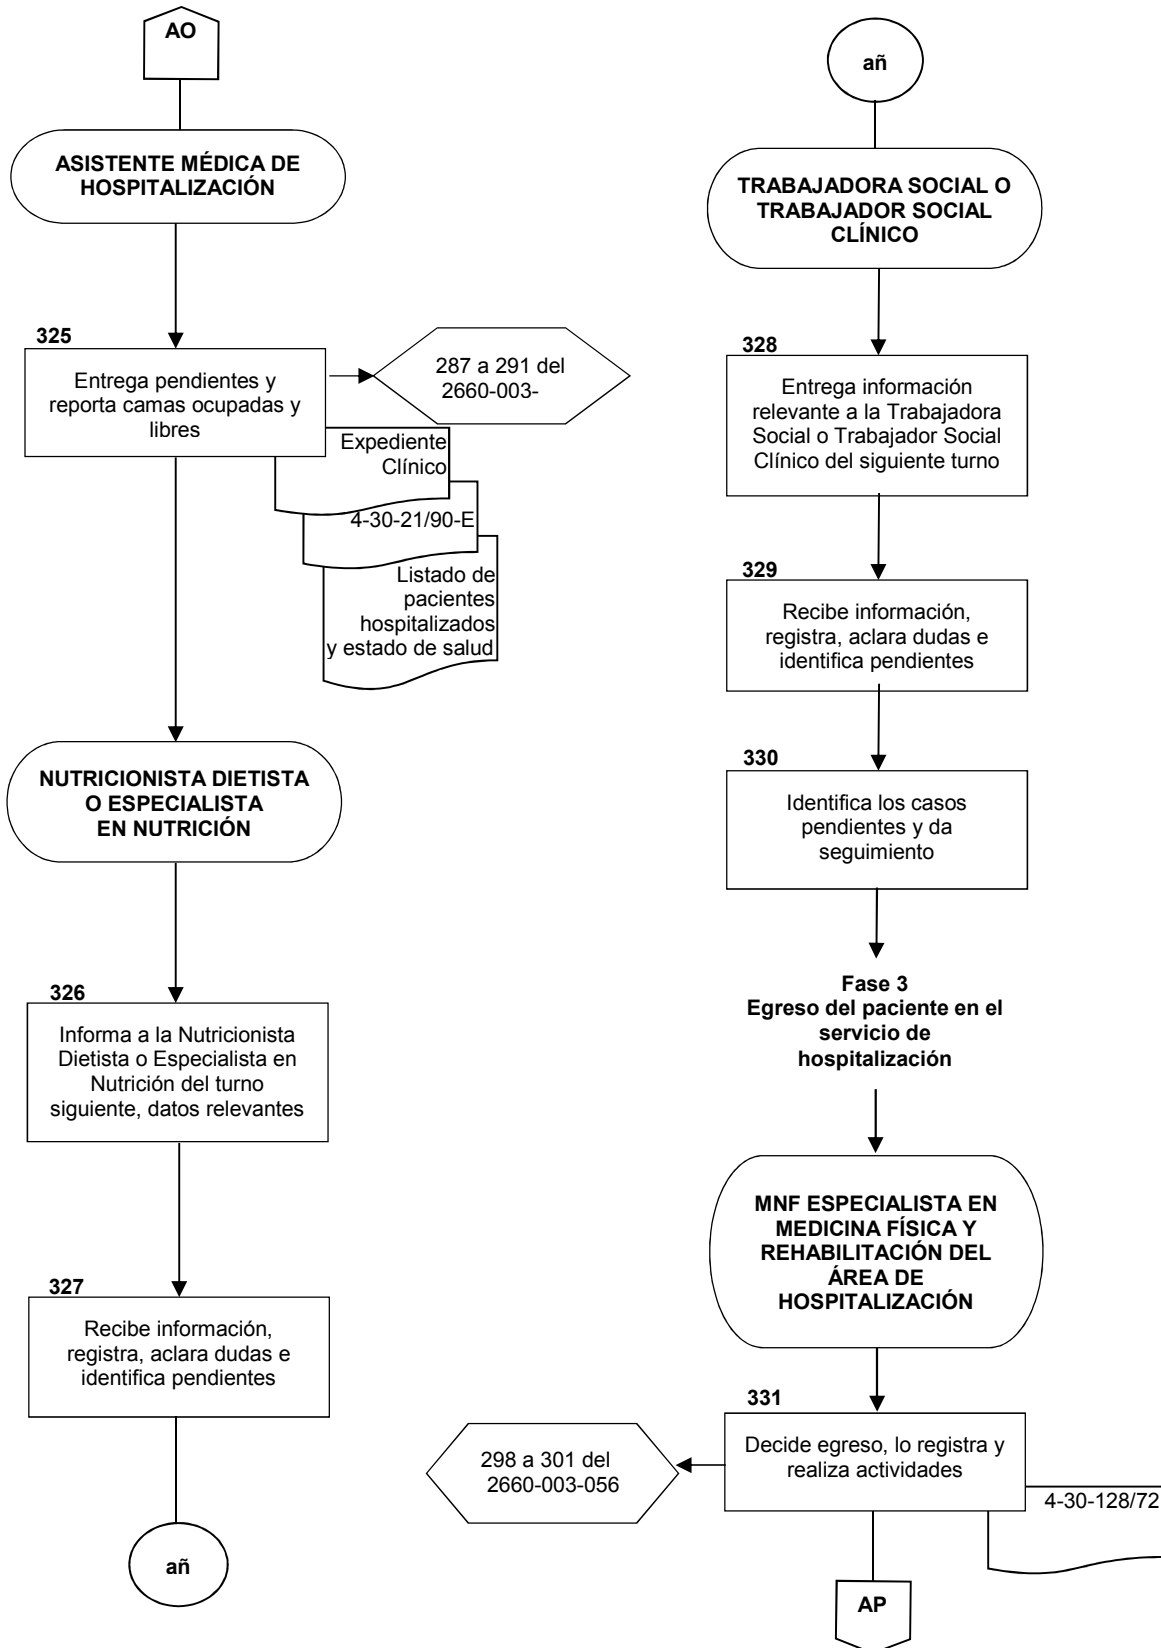 AO
ASISTENTE MÉDICA DE
HOSPITALIZACIÓN
325
Entrega pendientes y
reporta camas ocupadas y
libres
287 a 291 del
2660-003-
Expediente
Clínico
4-30-21/90-E
Listado de
pacientes
hospitalizados
y estado de salud
NUTRICIONISTA DIETISTA
O ESPECIALISTA
EN NUTRICIÓN
326
Informa a la Nutricionista
Dietista o Especialista en
Nutrición del turno
siguiente, datos relevantes
327
Recibe información,
registra, aclara dudas e
identifica pendientes
añ
añ
TRABAJADORA SOCIAL O
TRABAJADOR SOCIAL
CLÍNICO
328
Entrega información
relevante a la Trabajadora
Social o Trabajador Social
Clínico del siguiente turno
329
Recibe información,
registra, aclara dudas e
identifica pendientes
330
Identifica los casos
pendientes y da
seguimiento
Fase 3
Egreso del paciente en el
servicio de
hospitalización
MNF ESPECIALISTA EN
MEDICINA FÍSICA Y
REHABILITACIÓN DEL
ÁREA DE
HOSPITALIZACIÓN
331
Decide egreso, lo registra y
realiza actividades
298 a 301 del
2660-003-056
4-30-128/72
AP